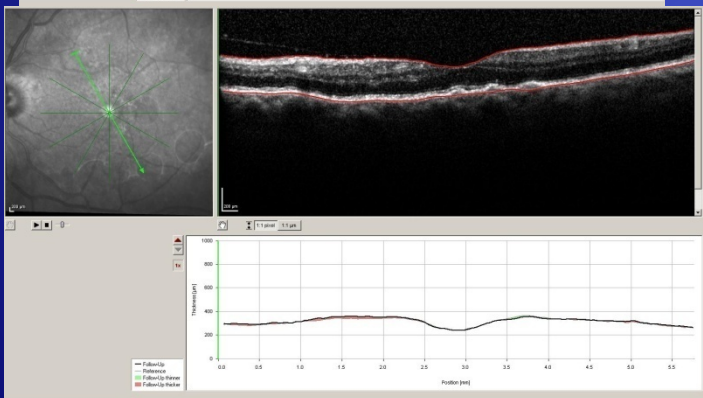 200 µm
200 µm
1:1 pixel
1:1 µm
Thickness [µm]
1000
800
600
400
200
0
0.0 0.5 1.0 1.5 2.0 2.5 3.0 3.5 4.0 4.5 5.0 5.5
Position [mm]
Follow-Up
Reference
Follow-Up thinner
Follow-Up thicker